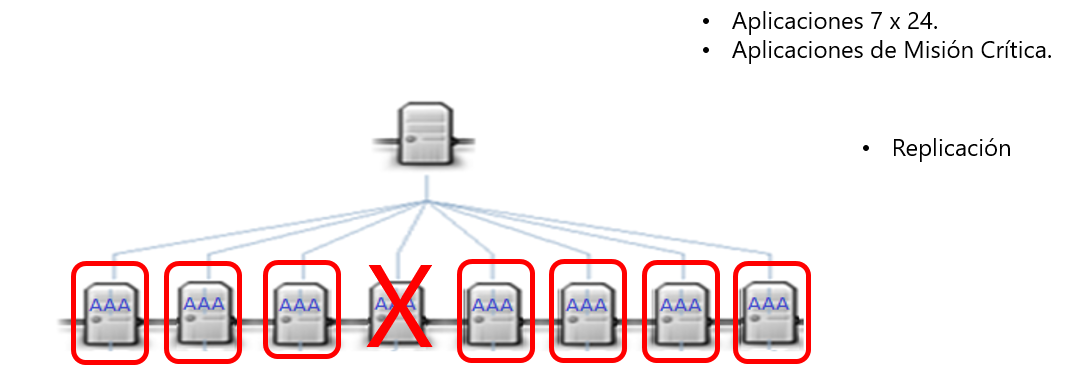 • Aplicaciones 7 x 24.
• Aplicaciones de Misión Crítica.
• Replicación
AAA AAA AAA AAA AAA AAA AAA AAA
X